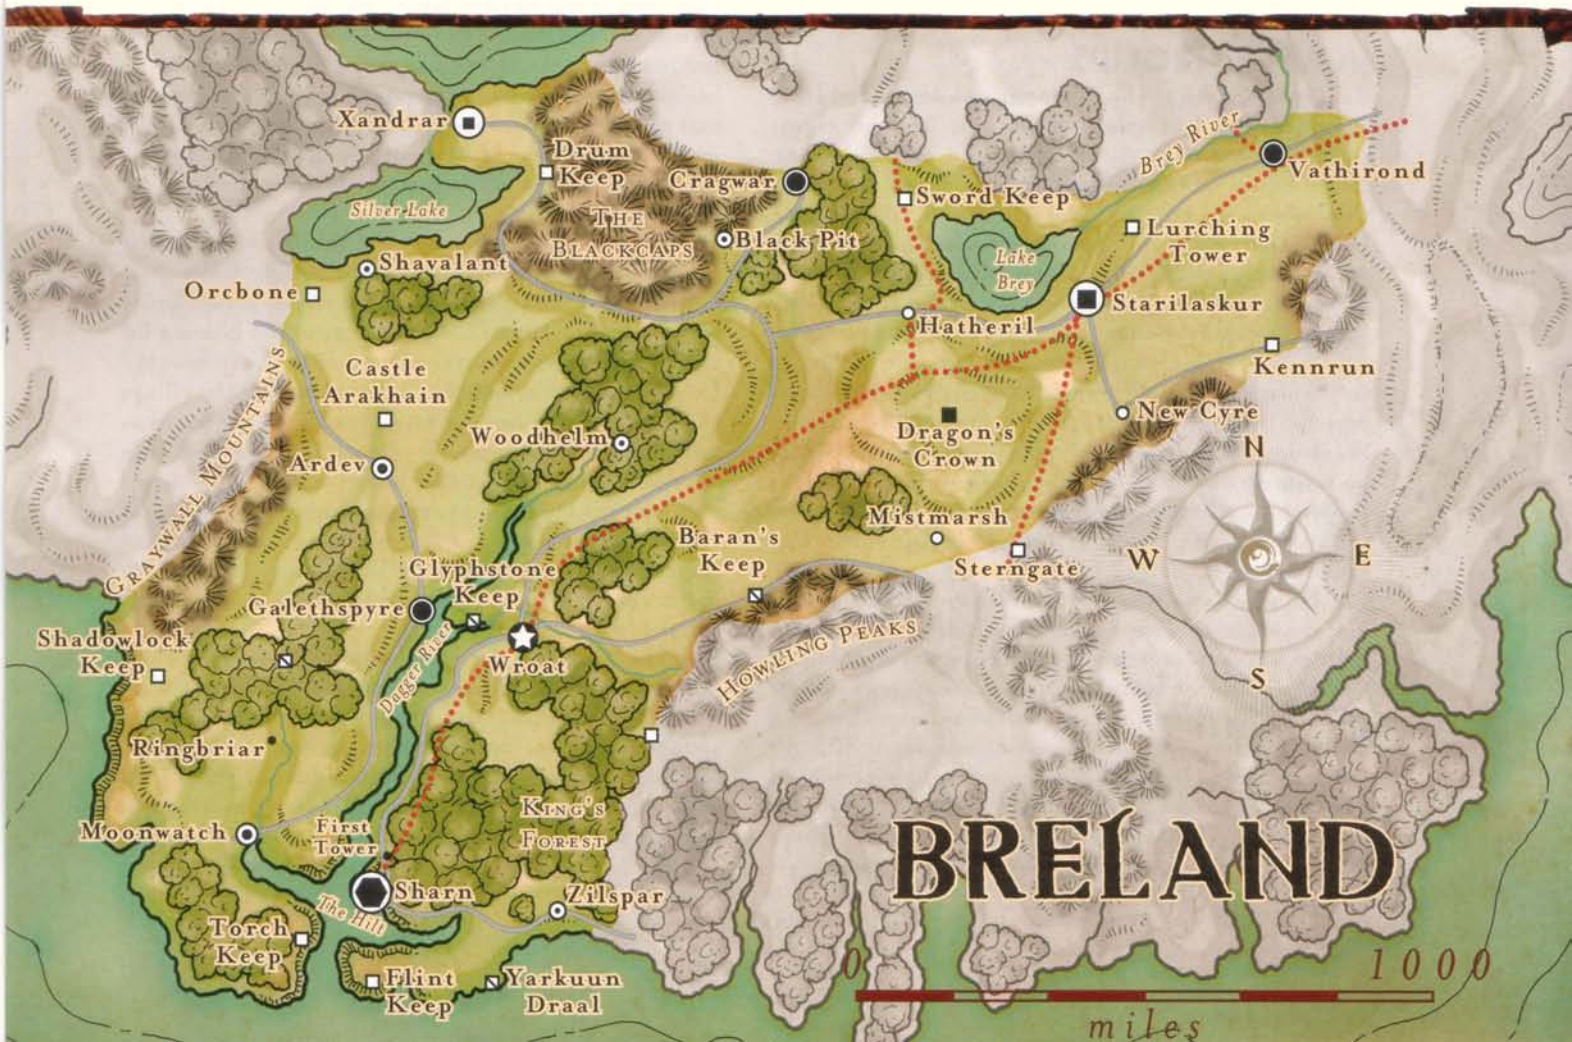 Xandrar
Drum
Keep
Cragwar
Brey River
Vathirond
Silver Lake
The
Blackcaps
Sword Keep
Black Pit
Lurching
Tower
Shavalant
Lake
Brey
Orcbone
Starilaskur
Hatheril
Graywall Mountains
Castle
Arakhain
Kennrun
Woodhelm
New Cyre
Dragon's
Crown
Ardev
N
Mistmarsh
Baran's
Keep
Sterngate
W
E
Glyphstone
Keep
Galethspyre
Shadowlock
Keep
Dagger River
Wroat
Howling Peaks
S
Ringbriar
King's
Forest
Moonwatch
First
Tower
BRELAND
Sharn
Zilspar
The Hilt
Torch
Keep
Flint
Keep
Yarkuun
Draal
0
1000
miles